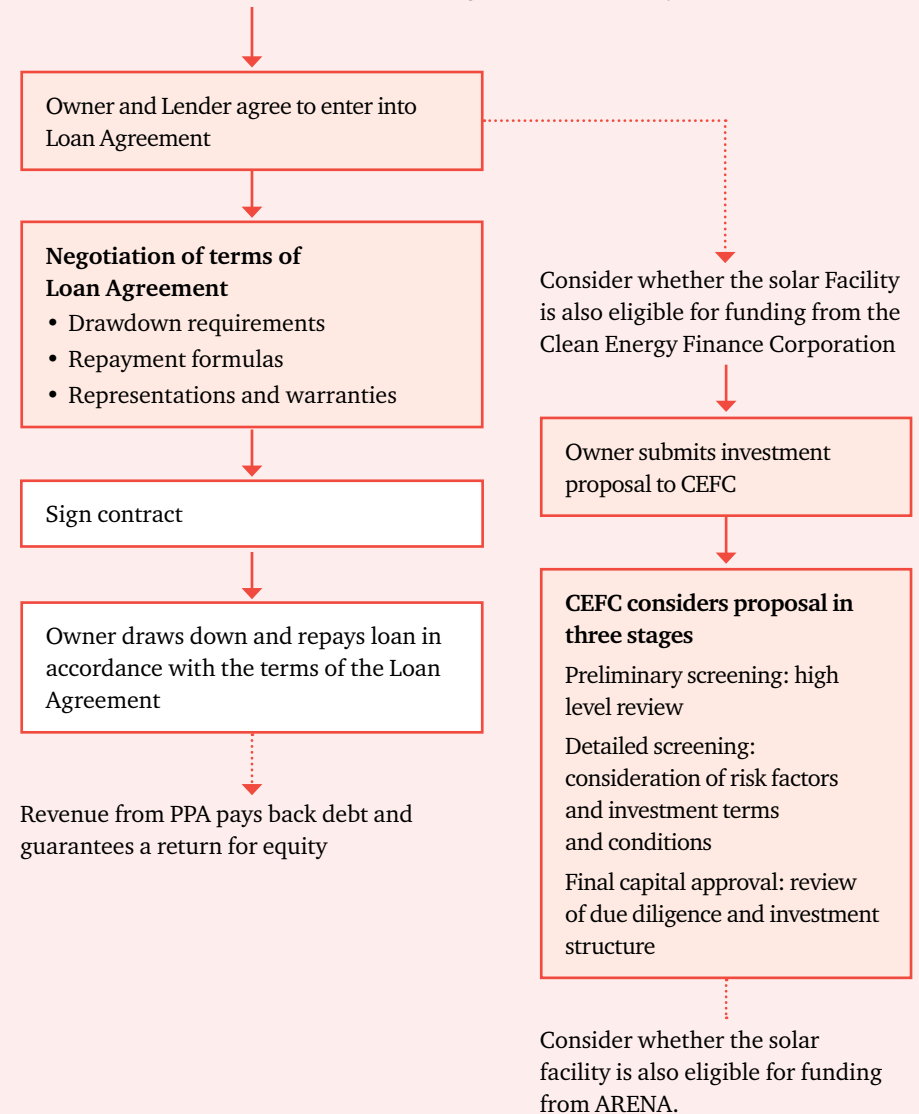 Owner and Lender agree to enter into
Loan Agreement
Negotiation of terms of
Loan Agreement
• Drawdown requirements
• Repayment formulas
• Representations and warranties
Sign contract
Owner draws down and repays loan in
accordance with the terms of the Loan
Agreement
Revenue from PPA pays back debt and
guarantees a return for equity
Consider whether the solar Facility
is also eligible for funding from the
Clean Energy Finance Corporation
Owner submits investment
proposal to CEFC
CEFC considers proposal in
three stages
Preliminary screening: high
level review
Detailed screening:
consideration of risk factors
and investment terms
and conditions
Final capital approval: review
of due diligence and investment
structure
Consider whether the solar
facility is also eligible for funding
from ARENA.